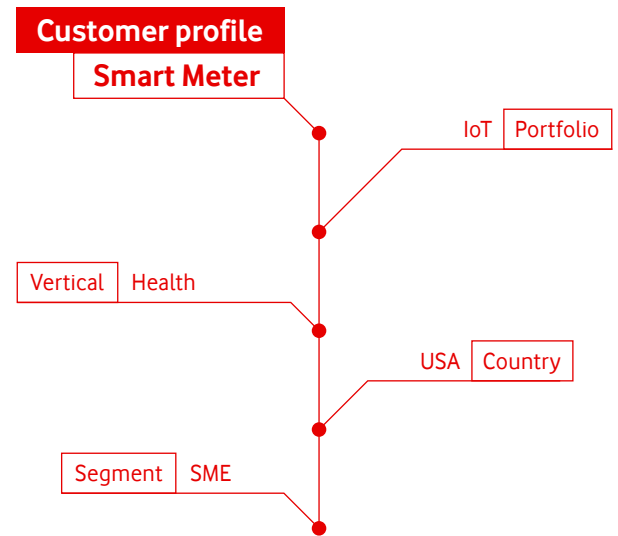 Customer profile
Smart Meter
IoT Portfolio
Vertical Health
USA Country
Segment SME